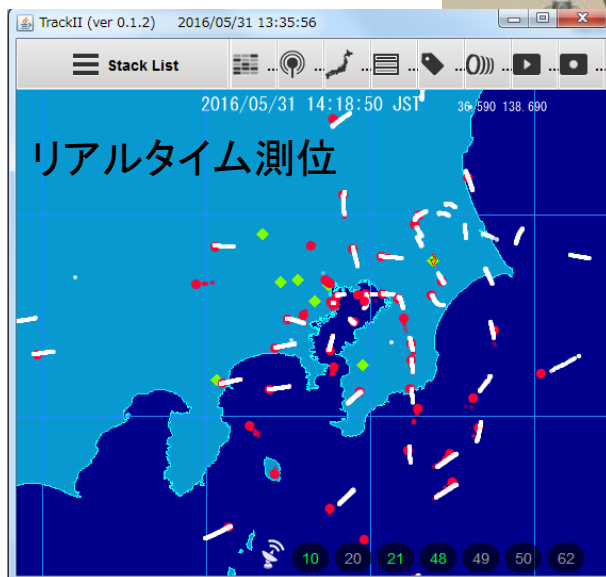 TrackII (ver 0.1.2) 2016/05/31 13:35:56
Stack List ... ... ... ... ... ... ... ...
2016/05/31 14:18:50 JST 36.590 138.690
リアルタイム測位
10 20 21 48 49 50 62